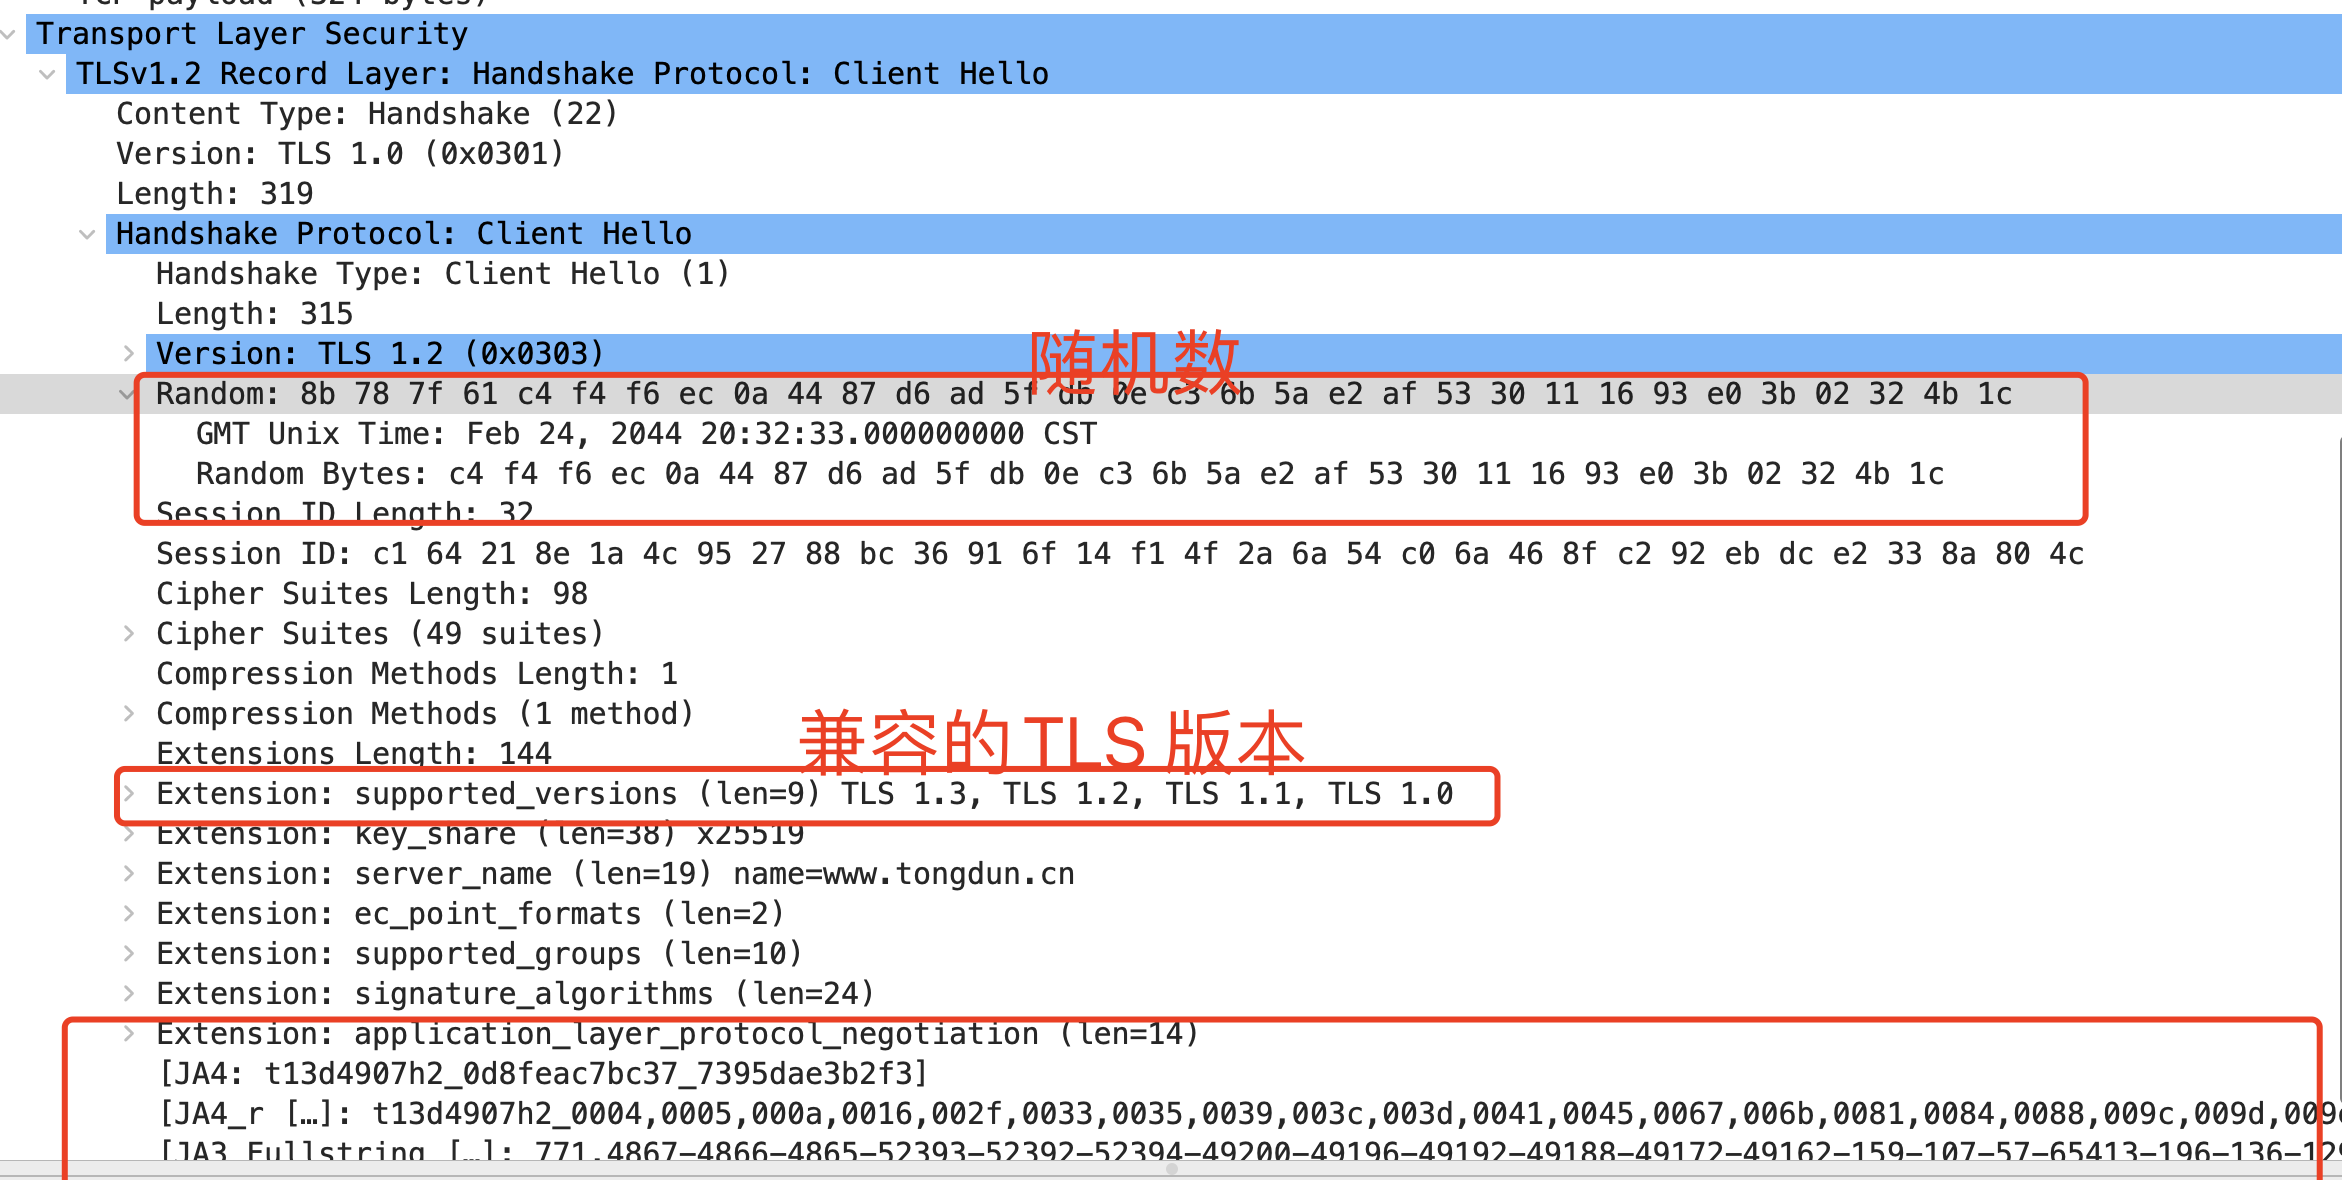 TCP payload (324 bytes)
Transport Layer Security
TLSv1.2 Record Layer: Handshake Protocol: Client Hello
Content Type: Handshake (22)
Version: TLS 1.0 (0x0301)
Length: 319
Handshake Protocol: Client Hello
Handshake Type: Client Hello (1)
Length: 315
Version: TLS 1.2 (0x0303)
随机数
Random: 8b 78 7f 61 c4 f4 f6 ec 0a 44 87 d6 ad 5f db 0e c3 6b 5a e2 af 53 30 11 16 93 e0 3b 02 32 4b 1c
GMT Unix Time: Feb 24, 2044 20:32:33.000000000 CST
Random Bytes: c4 f4 f6 ec 0a 44 87 d6 ad 5f db 0e c3 6b 5a e2 af 53 30 11 16 93 e0 3b 02 32 4b 1c
Session ID Length: 32
Session ID: c1 64 21 8e 1a 4c 95 27 88 bc 36 91 6f 14 f1 4f 2a 6a 54 c0 6a 46 8f c2 92 eb dc e2 33 8a 80 4c
Cipher Suites Length: 98
Cipher Suites (49 suites)
Compression Methods Length: 1
Compression Methods (1 method)
兼容的 TLS 版本
Extensions Length: 144
Extension: supported_versions (len=9) TLS 1.3, TLS 1.2, TLS 1.1, TLS 1.0
Extension: key_share (len=38) x25519
Extension: server_name (len=19) name=www.tongdun.cn
Extension: ec_point_formats (len=2)
Extension: supported_groups (len=10)
Extension: signature_algorithms (len=24)
Extension: application_layer_protocol_negotiation (len=14)
[JA4: t13d4907h2_0d8feac7bc37_7395dae3b2f3]
[JA4_r […]: t13d4907h2_0004,0005,000a,0016,002f,0033,0035,0039,003c,003d,0041,0045,0067,006b,0081,0084,0088,009c,009d,009
[JA3 Fullstring […]: 771,4867-4866-4865-52393-52392-52394-49200-49196-49192-49188-49172-49162-159-107-57-65413-196-136-129